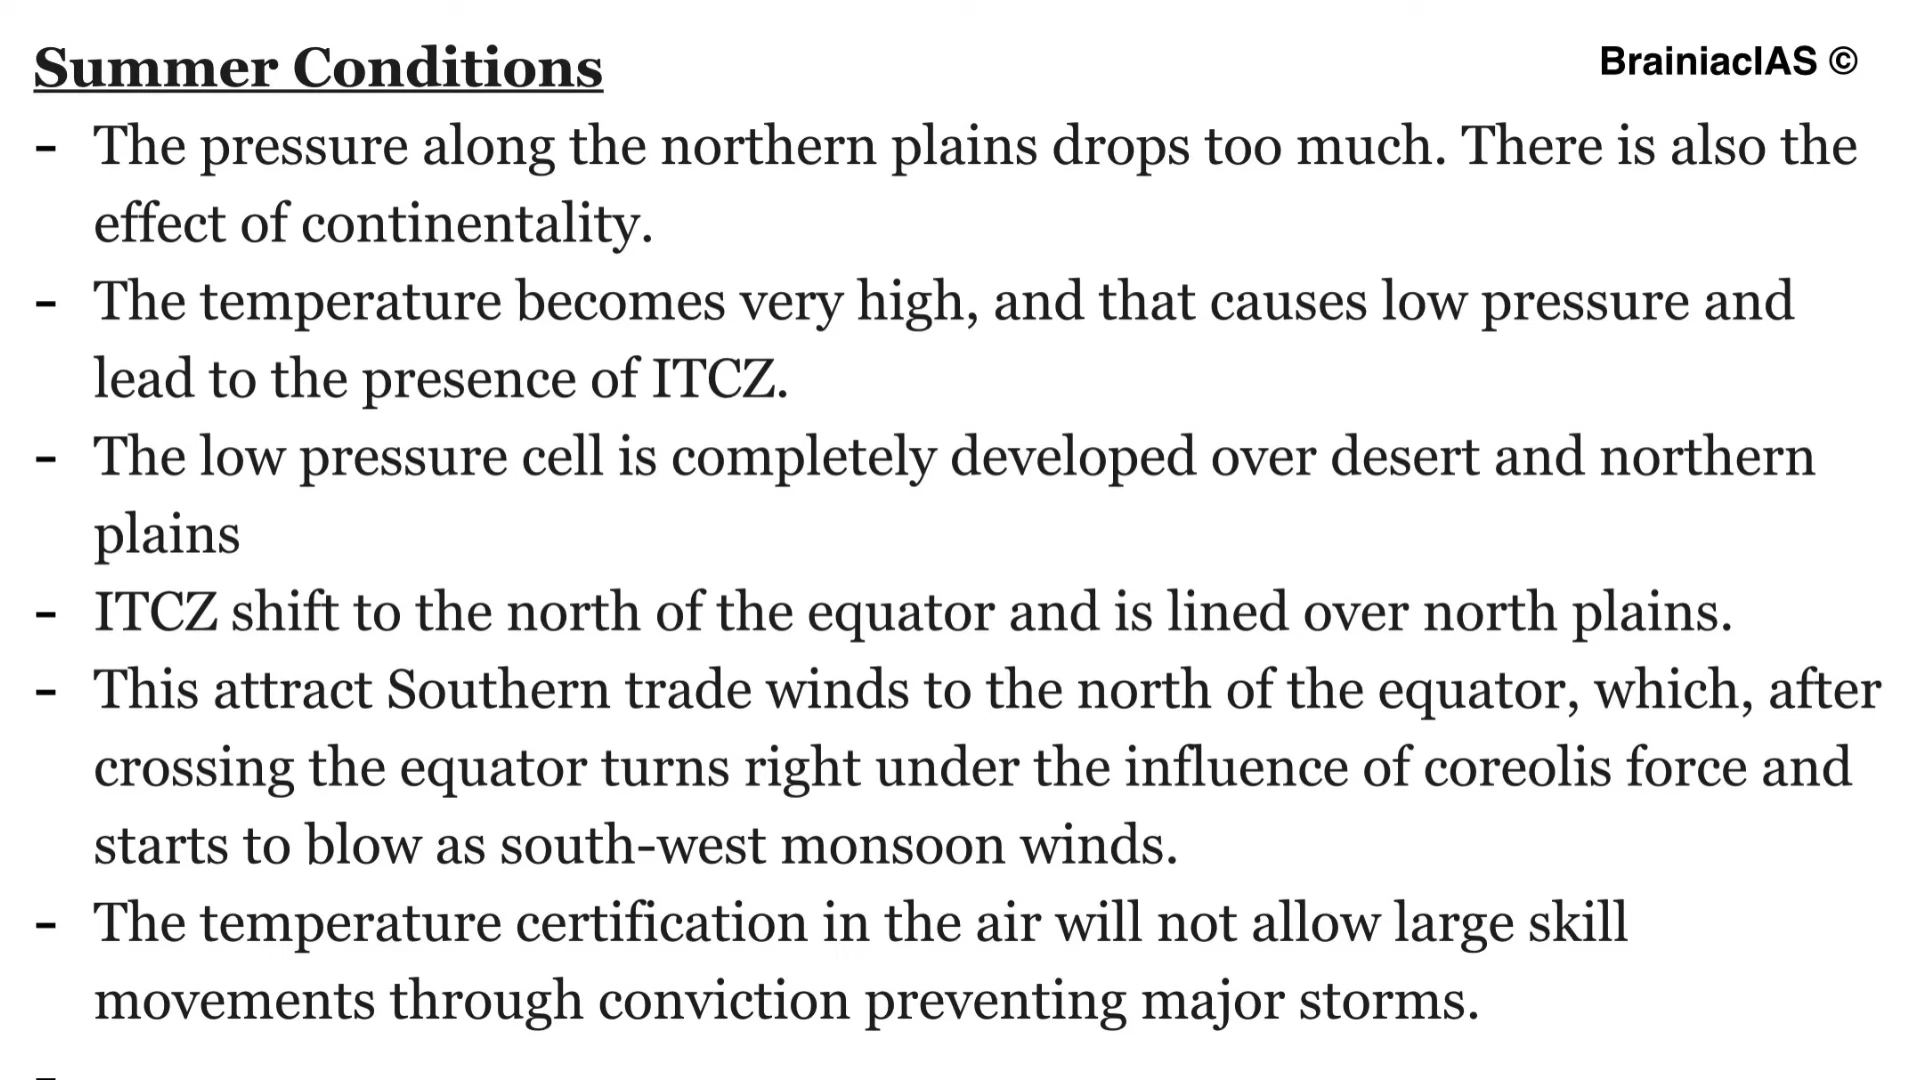 Summer Conditions
BrainiacIAS ©
- The pressure along the northern plains drops too much. There is also the
effect of continentality.
- The temperature becomes very high, and that causes low pressure and
lead to the presence of ITCZ.
- The low pressure cell is completely developed over desert and northern
plains
- ITCZ shift to the north of the equator and is lined over north plains.
- This attract Southern trade winds to the north of the equator, which, after
crossing the equator turns right under the influence of coreolis force and
starts to blow as south-west monsoon winds.
- The temperature certification in the air will not allow large skill
movements through conviction preventing major storms.
-